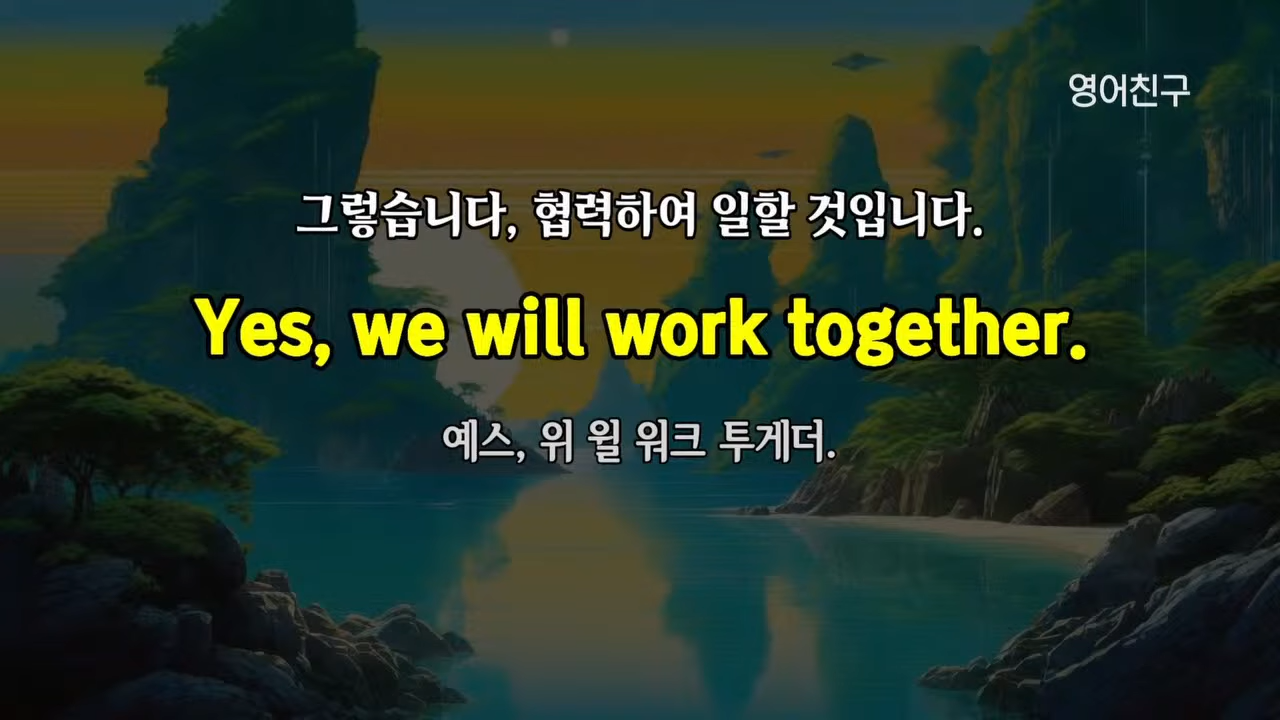 영어친구
그렇습니다, 협력하여 일할 것입니다.
Yes, we will work together.
예스, 위 윌 워크 투게더.